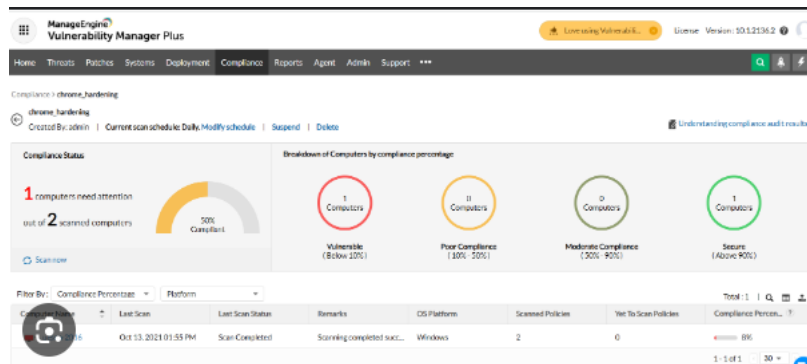 ManageEngine
Vulnerability Manager Plus
Love using Vulnerabili...
License Version: 10.1.2136.2
Home Threats Patches Systems Deployment Compliance Reports Agent Admin Support •••
Compliance > chrome_hardening
chrome_hardening
Created By: admin | Current scan schedule: Daily. Modify schedule | Suspend | Delete
Understanding compliance audit results
Compliance Status
1 computers need attention
out of 2 scanned computers
50%
Compliant
Scan now
Breakdown of Computers by compliance percentage
1
Computers
Vulnerable
(Below 10%)
0
Computers
Poor Compliance
(10% - 50%)
0
Computers
Moderate Compliance
(50% - 90%)
1
Computers
Secure
(Above 90%)
Filter By: Compliance Percentage Platform
Total : 1
Last Scan Last Scan Status Remarks OS Platform Scanned Policies Yet To Scan Policies Compliance Percen...
Oct 13, 2021 01:55 PM Scan Completed Scanning completed succ... Windows 2 0 8%
1 - 1 of 1 30